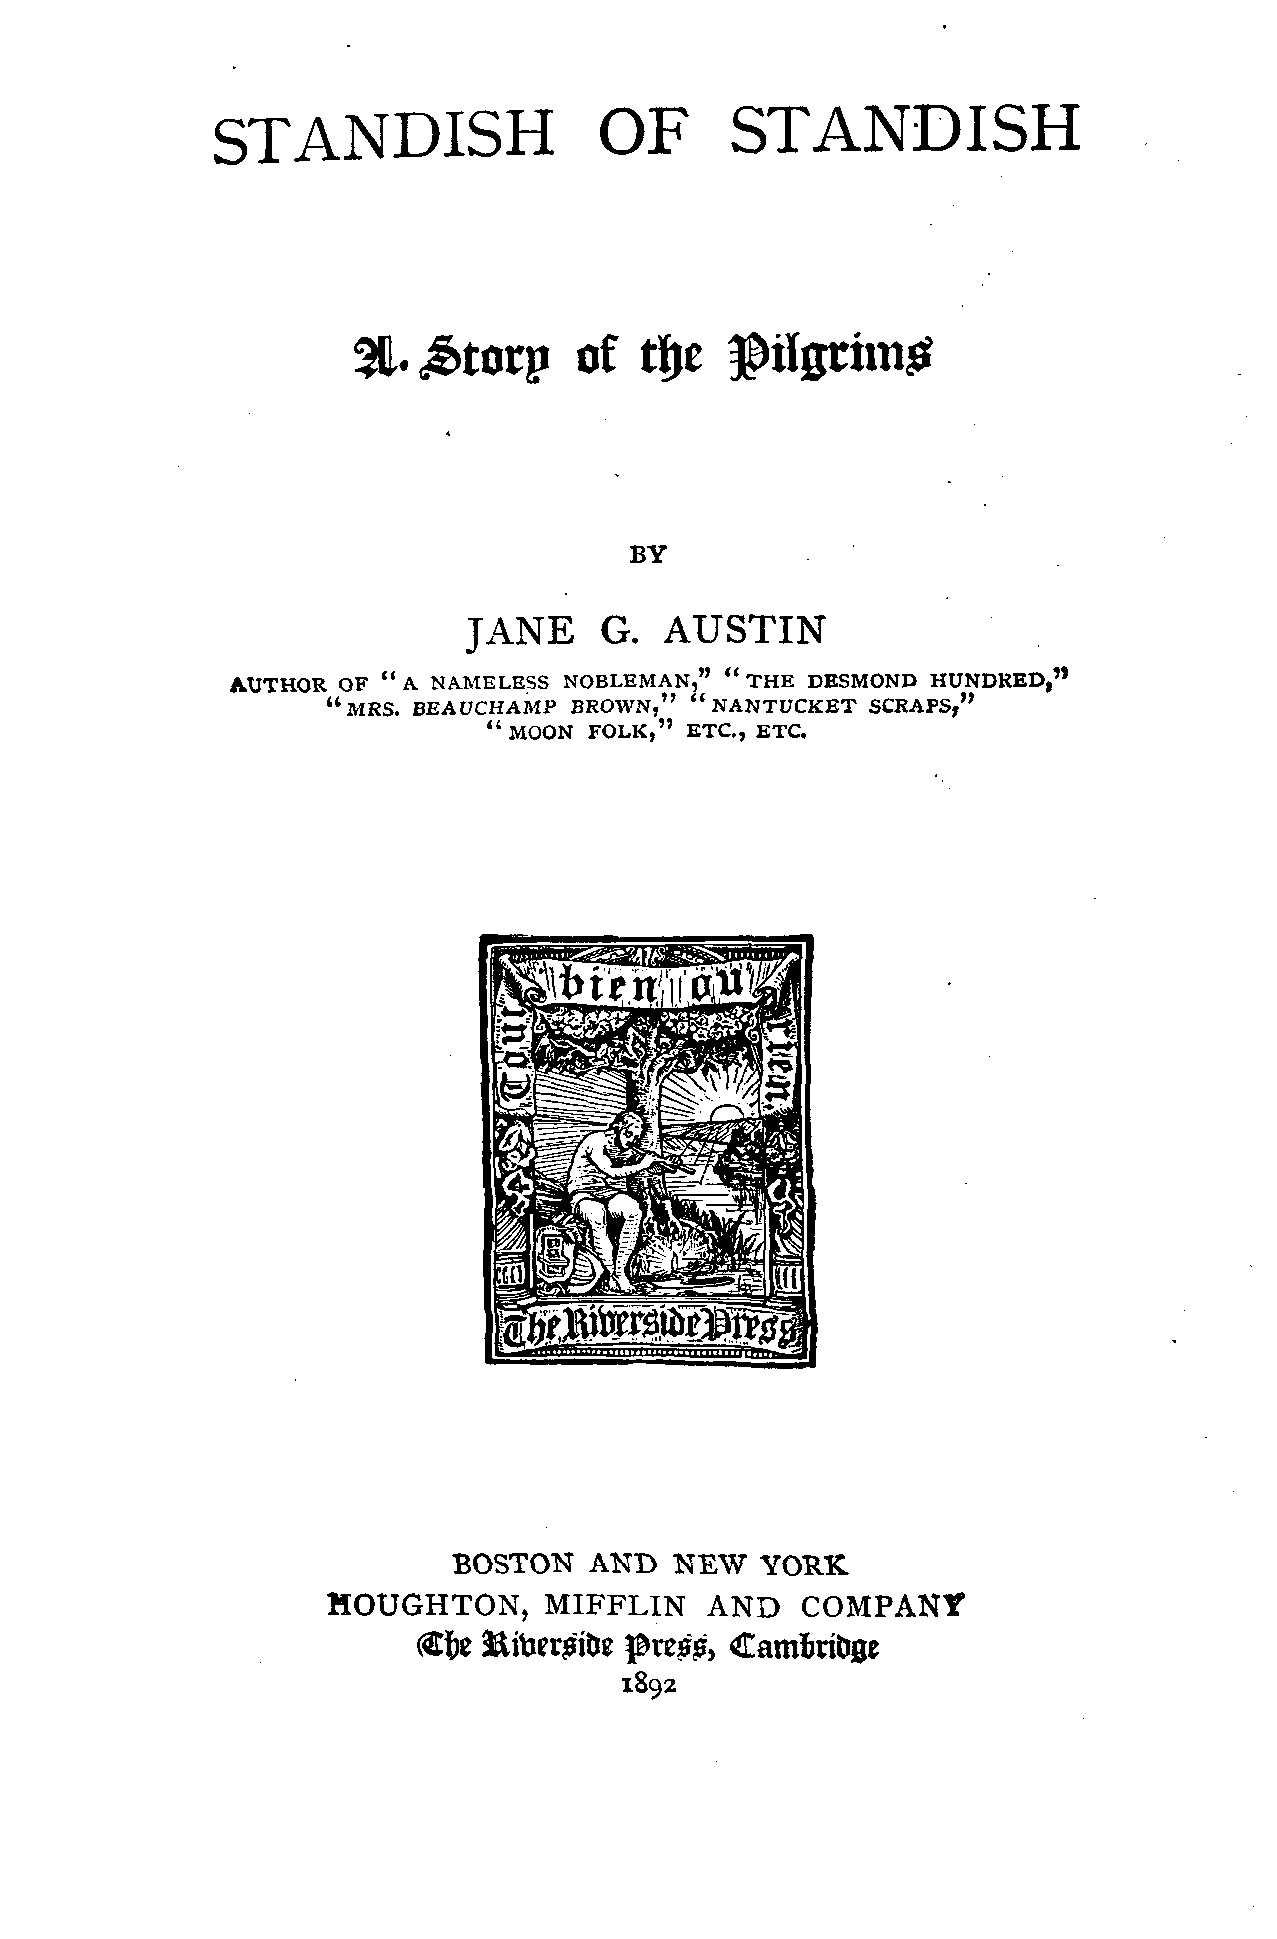 STANDISH OF STANDISH
A Story of the Pilgrims
BY
JANE G. AUSTIN
AUTHOR OF "A NAMELESS NOBLEMAN," "THE DESMOND HUNDRED,"
"MRS. BEAUCHAMP BROWN," "NANTUCKET SCRAPS,"
"MOON FOLK," ETC., ETC.
Tout bien ou rien
The Riverside Press
BOSTON AND NEW YORK
HOUGHTON, MIFFLIN AND COMPANY
The Riverside Press, Cambridge
1892